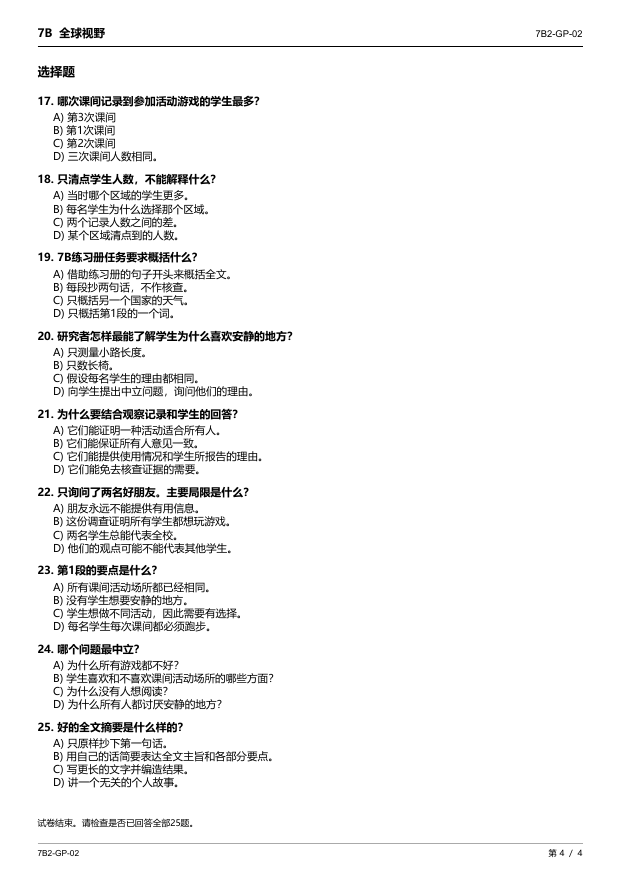 7B 全球视野
7B2-GP-02
选择题
17. 哪次课间记录到参加活动游戏的学生最多？
A) 第3次课间
B) 第1次课间
C) 第2次课间
D) 三次课间人数相同。
18. 只清点学生人数，不能解释什么？
A) 当时哪个区域的学生更多。
B) 每名学生为什么选择那个区域。
C) 两个记录人数之间的差。
D) 某个区域清点到的人数。
19. 7B练习册任务要求概括什么？
A) 借助练习册的句子开头来概括全文。
B) 每段抄两句话，不作核查。
C) 只概括另一个国家的天气。
D) 只概括第1段的一个词。
20. 研究者怎样最能了解学生为什么喜欢安静的地方？
A) 只测量小路长度。
B) 只数长椅。
C) 假设每名学生的理由都相同。
D) 向学生提出中立问题，询问他们的理由。
21. 为什么要结合观察记录和学生的回答？
A) 它们能证明一种活动适合所有人。
B) 它们能保证所有人意见一致。
C) 它们能提供使用情况和学生所报告的理由。
D) 它们能免去核查证据的需要。
22. 只询问了两名好朋友。主要局限是什么？
A) 朋友永远不能提供有用信息。
B) 这份调查证明所有学生都想玩游戏。
C) 两名学生总能代表全校。
D) 他们的观点可能不能代表其他学生。
23. 第1段的要点是什么？
A) 所有课间活动场所都已经相同。
B) 没有学生想要安静的地方。
C) 学生想做不同活动，因此需要有选择。
D) 每名学生每次课间都必须跑步。
24. 哪个问题最中立？
A) 为什么所有游戏都不好？
B) 学生喜欢和不喜欢课间活动场所的哪些方面？
C) 为什么没有人想阅读？
D) 为什么所有人都讨厌安静的地方？
25. 好的全文摘要是什么样的？
A) 只原样抄下第一句话。
B) 用自己的话简要表达全文主旨和各部分要点。
C) 写更长的文字并编造结果。
D) 讲一个无关的个人故事。
试卷结束。请检查是否已回答全部25题。
7B2-GP-02
第 4 / 4